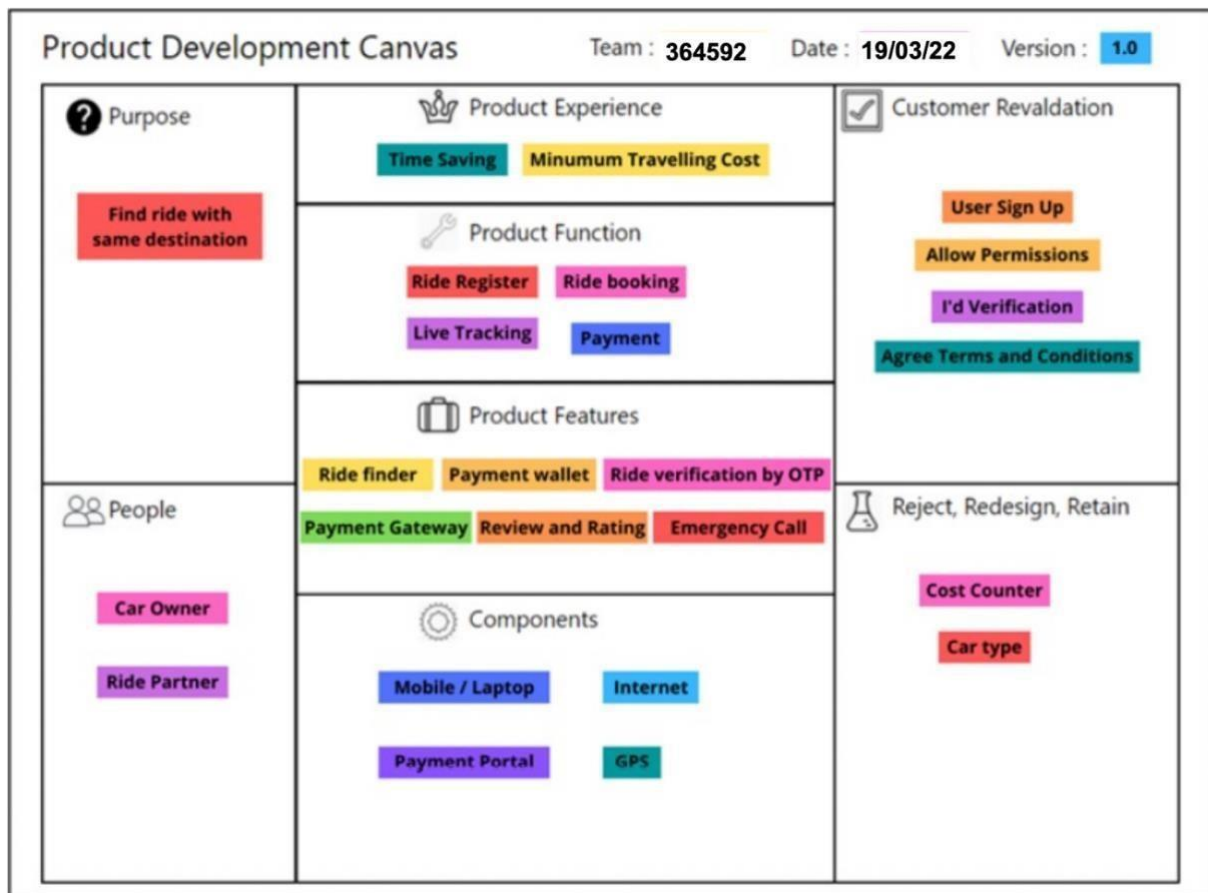 Product Development Canvas
Team : 364592 Date : 19/03/22 Version : 1.0
Purpose
Find ride with
same destination
People
Car Owner
Ride Partner
Product Experience
Time Saving Minumum Travelling Cost
Product Function
Ride Register Ride booking
Live Tracking Payment
Product Features
Ride finder Payment wallet Ride verification by OTP
Payment Gateway Review and Rating Emergency Call
Components
Mobile / Laptop Internet
Payment Portal GPS
Customer Revaldation
User Sign Up
Allow Permissions
I'd Verification
Agree Terms and Conditions
Reject, Redesign, Retain
Cost Counter
Car type